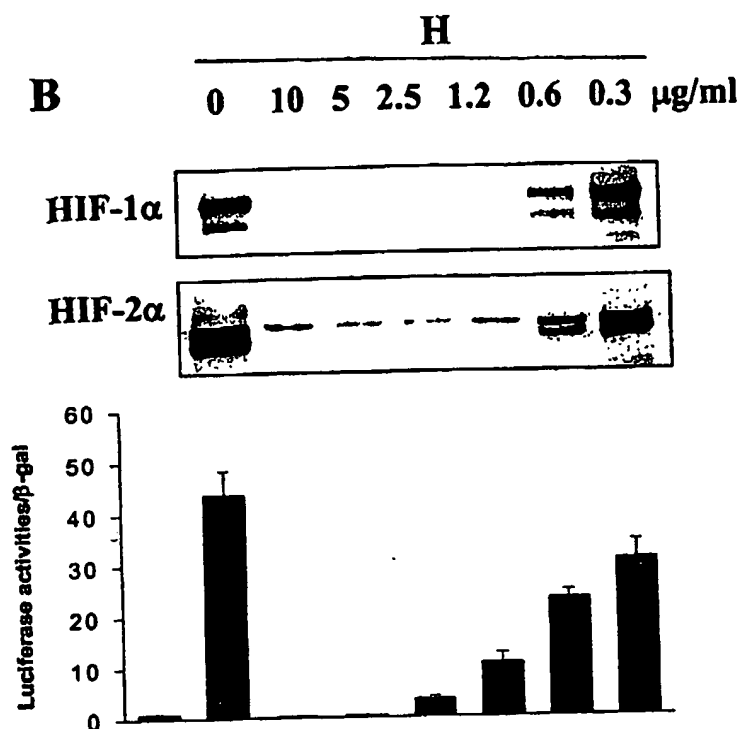 H
B 0 10 5 2.5 1.2 0.6 0.3 µg/ml
HIF-1α
HIF-2α
60
50
40
30
20
10
0
Luciferase activities/β-gal